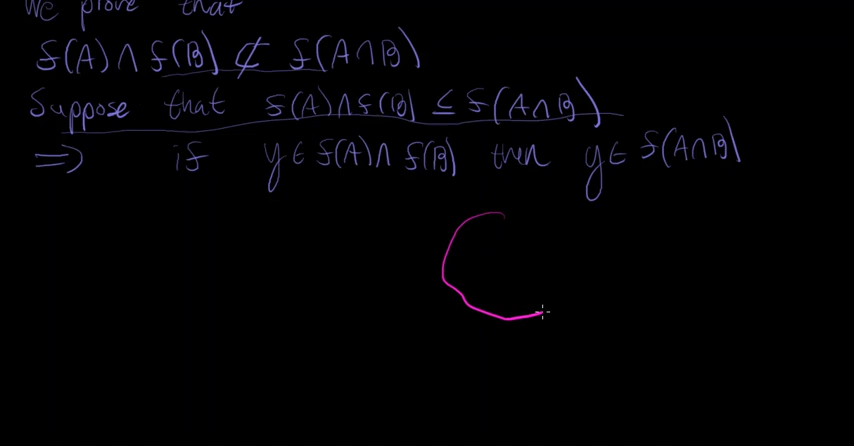 We prove that
f(A) ∩ f(B) ⊄ f(A∩B)
Suppose that f(A)∩f(B) ⊆ f(A∩B)
⇒ if y∈ f(A)∩ f(B) then y∈ f(A∩B)